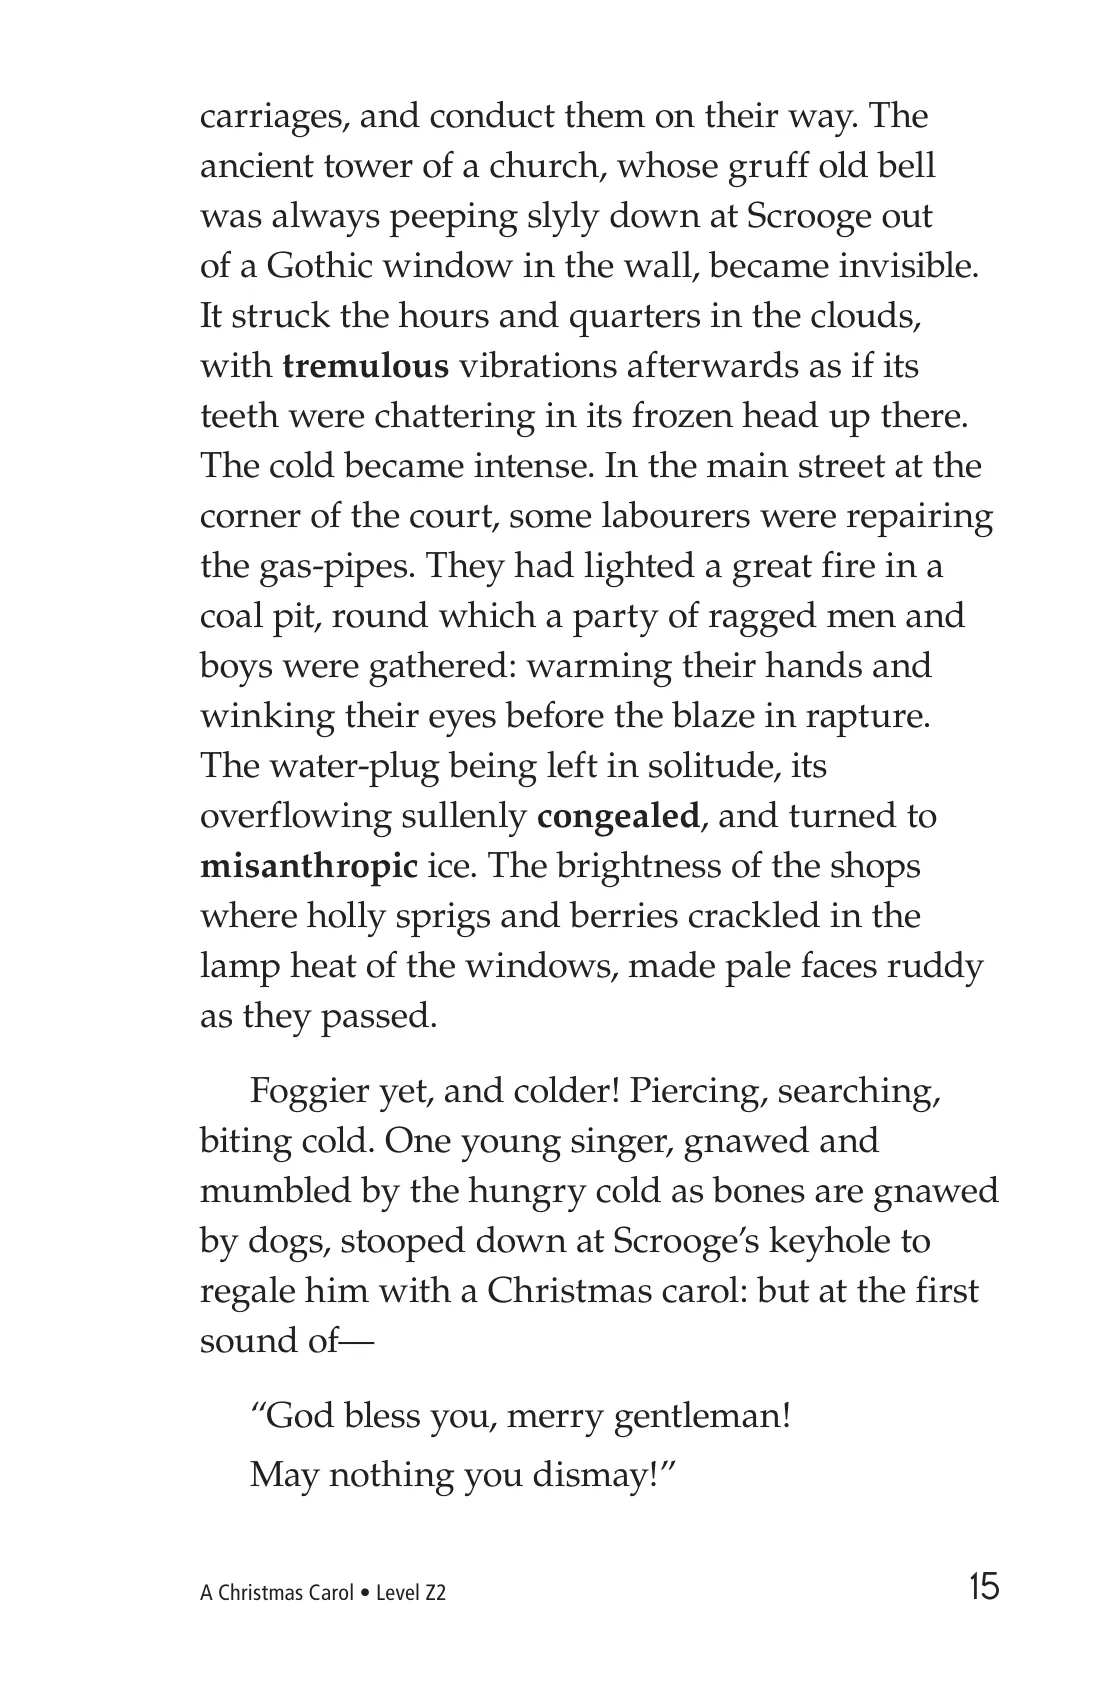 carriages, and conduct them on their way. The
ancient tower of a church, whose gruff old bell
was always peeping slyly down at Scrooge out
of a Gothic window in the wall, became invisible.
It struck the hours and quarters in the clouds,
with tremulous vibrations afterwards as if its
teeth were chattering in its frozen head up there.
The cold became intense. In the main street at the
corner of the court, some labourers were repairing
the gas-pipes. They had lighted a great fire in a
coal pit, round which a party of ragged men and
boys were gathered: warming their hands and
winking their eyes before the blaze in rapture.
The water-plug being left in solitude, its
overflowing sullenly congealed, and turned to
misanthropic ice. The brightness of the shops
where holly sprigs and berries crackled in the
lamp heat of the windows, made pale faces ruddy
as they passed.
Foggier yet, and colder! Piercing, searching,
biting cold. One young singer, gnawed and
mumbled by the hungry cold as bones are gnawed
by dogs, stooped down at Scrooge’s keyhole to
regale him with a Christmas carol: but at the first
sound of—
“God bless you, merry gentleman!
May nothing you dismay!”
A Christmas Carol • Level Z2
15